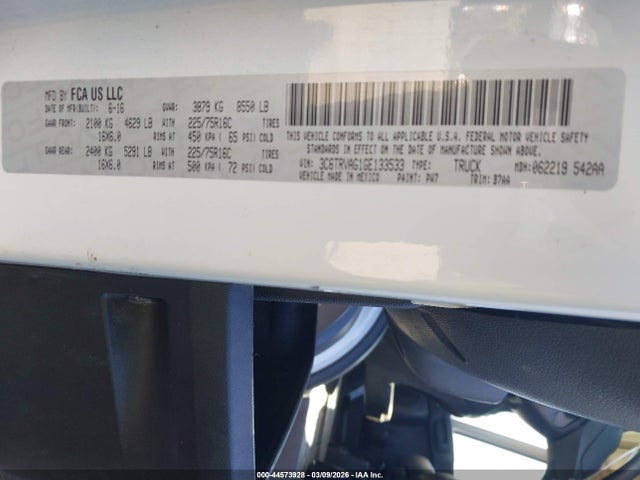 MFD BY FCA US LLC
DATE OF MFR(BUILT): 6-16 GVWR: 3879 KG 8550 LB
GAWR FRONT: 2100 KG 4629 LB WITH 225/75R16C TIRES
16X6.0 RIMS AT 450 KPA ( 65 PSI) COLD
GAWR REAR: 2400 KG 5291 LB WITH 225/75R16C TIRES
16X6.0 RIMS AT 500 KPA ( 72 PSI) COLD
THIS VEHICLE CONFORMS TO ALL APPLICABLE U.S.A. FEDERAL MOTOR VEHICLE SAFETY
STANDARDS IN EFFECT ON THE DATE OF MANUFACTURE SHOWN ABOVE.
VIN: 3C6TRVAG1GE133533 TYPE: TRUCK MDH: 062219 542AA
VEHICLE MADE IN MEXICO PAINT: PW7 TRIM: B7AA
000-44573928 - 03/09/2026 - IAA Inc.